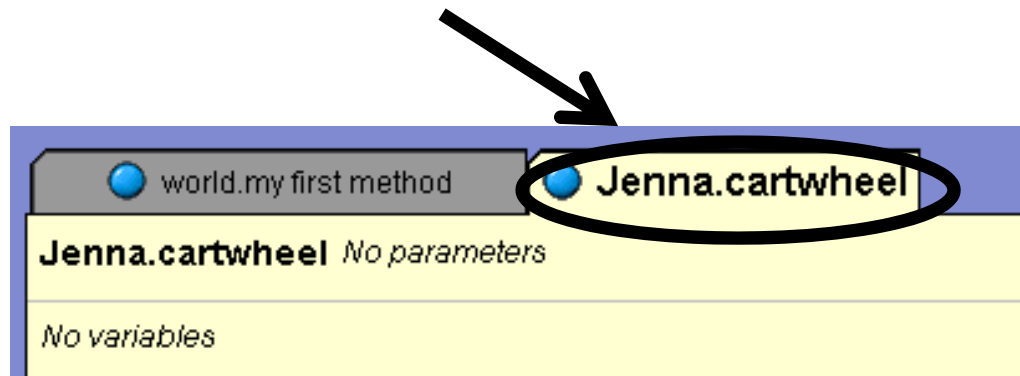 world.my first method
Jenna.cartwheel
Jenna.cartwheel No parameters
No variables